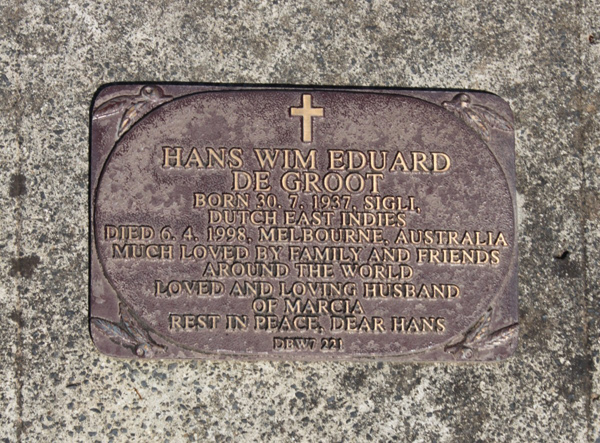 HANS WIM EDUARD
DE GROOT
BORN 30. 7. 1937, SIGLI,
DUTCH EAST INDIES
DIED 6. 4. 1998, MELBOURNE, AUSTRALIA
MUCH LOVED BY FAMILY AND FRIENDS
AROUND THE WORLD
LOVED AND LOVING HUSBAND
OF MARCIA
REST IN PEACE, DEAR HANS
DBW7 221